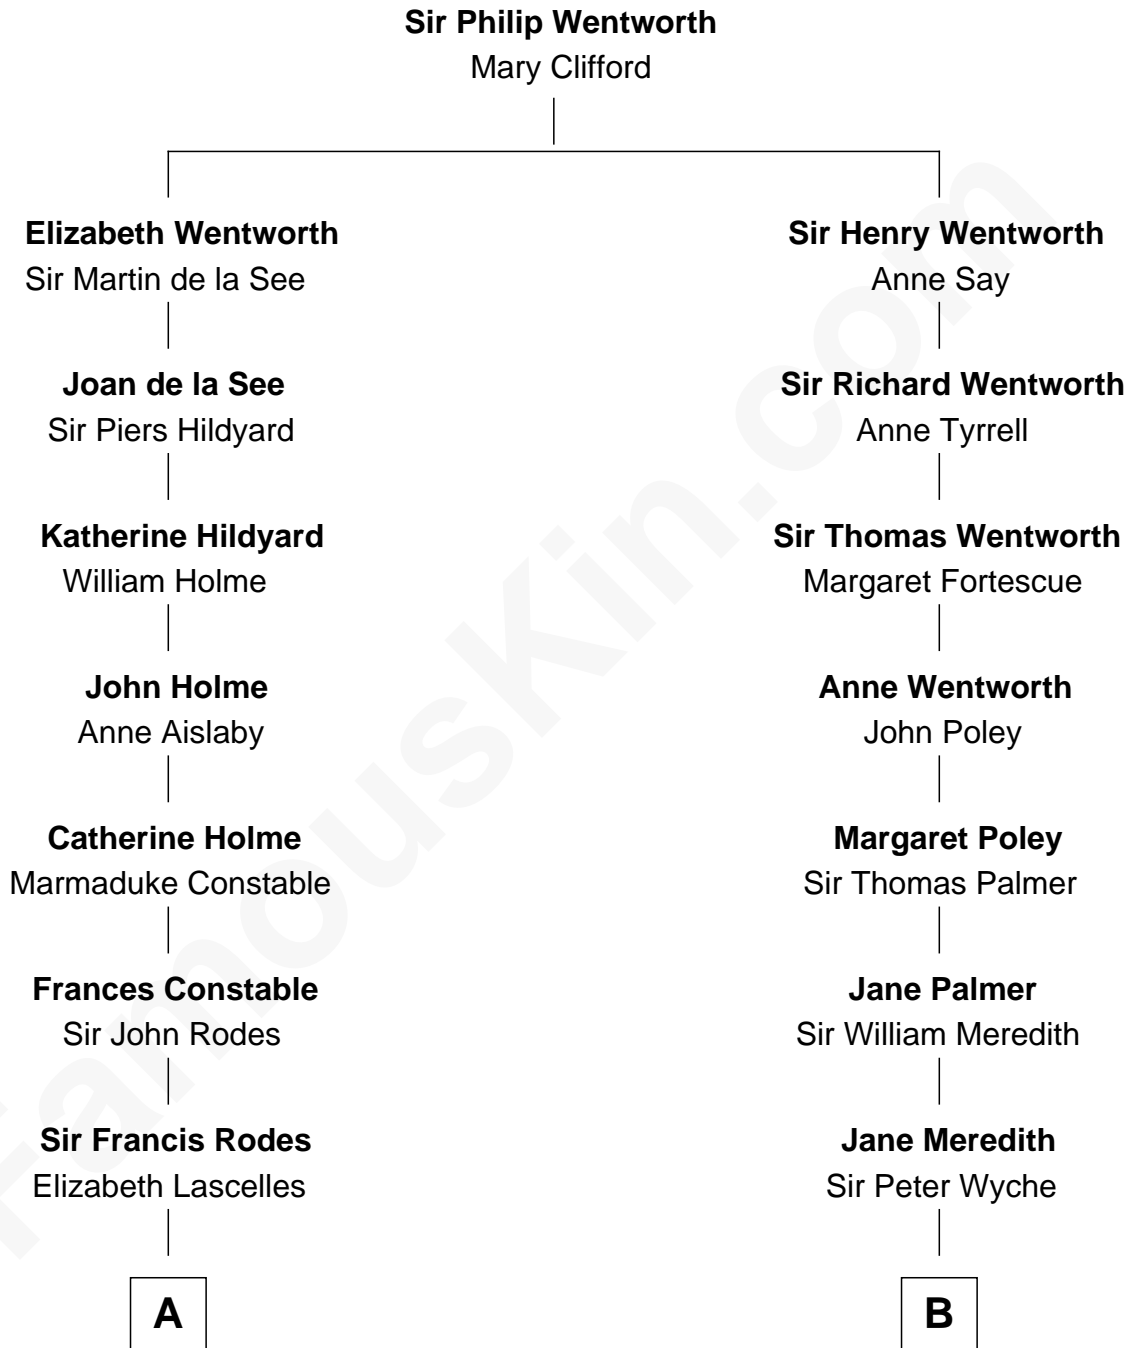 Sir Philip Wentworth
Mary Clifford
Elizabeth Wentworth
Sir Martin de la See
Sir Henry Wentworth
Anne Say
Joan de la See
Sir Piers Hildyard
Sir Richard Wentworth
Anne Tyrrell
Katherine Hildyard
William Holme
Sir Thomas Wentworth
Margaret Fortescue
John Holme
Anne Aislaby
Anne Wentworth
John Poley
Catherine Holme
Marmaduke Constable
Margaret Poley
Sir Thomas Palmer
Frances Constable
Sir John Rodes
Jane Palmer
Sir William Meredith
Sir Francis Rodes
Elizabeth Lascelles
Jane Meredith
Sir Peter Wyche
A
B
FamousKin.com